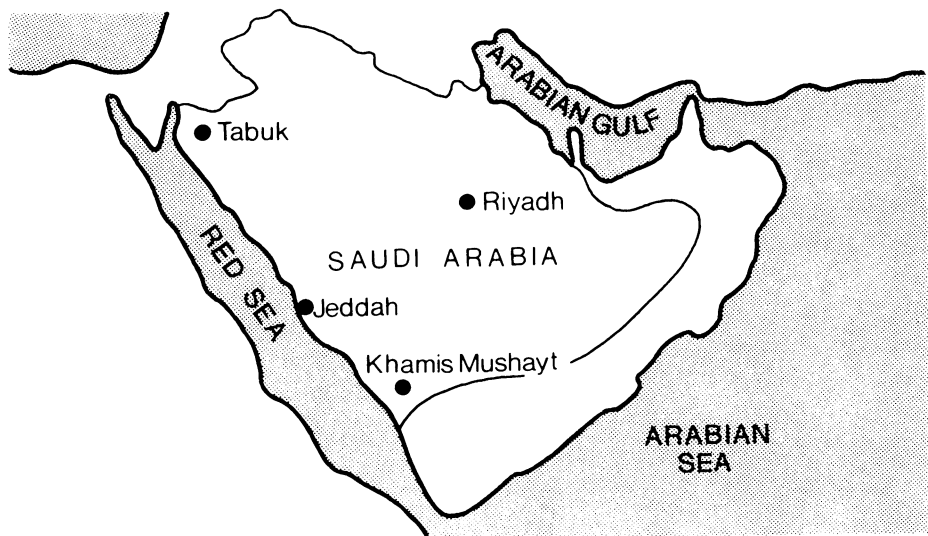 ARABIAN GULF
Tabuk
Riyadh
RED SEA
SAUDI ARABIA
Jeddah
Khamis Mushayt
ARABIAN
SEA